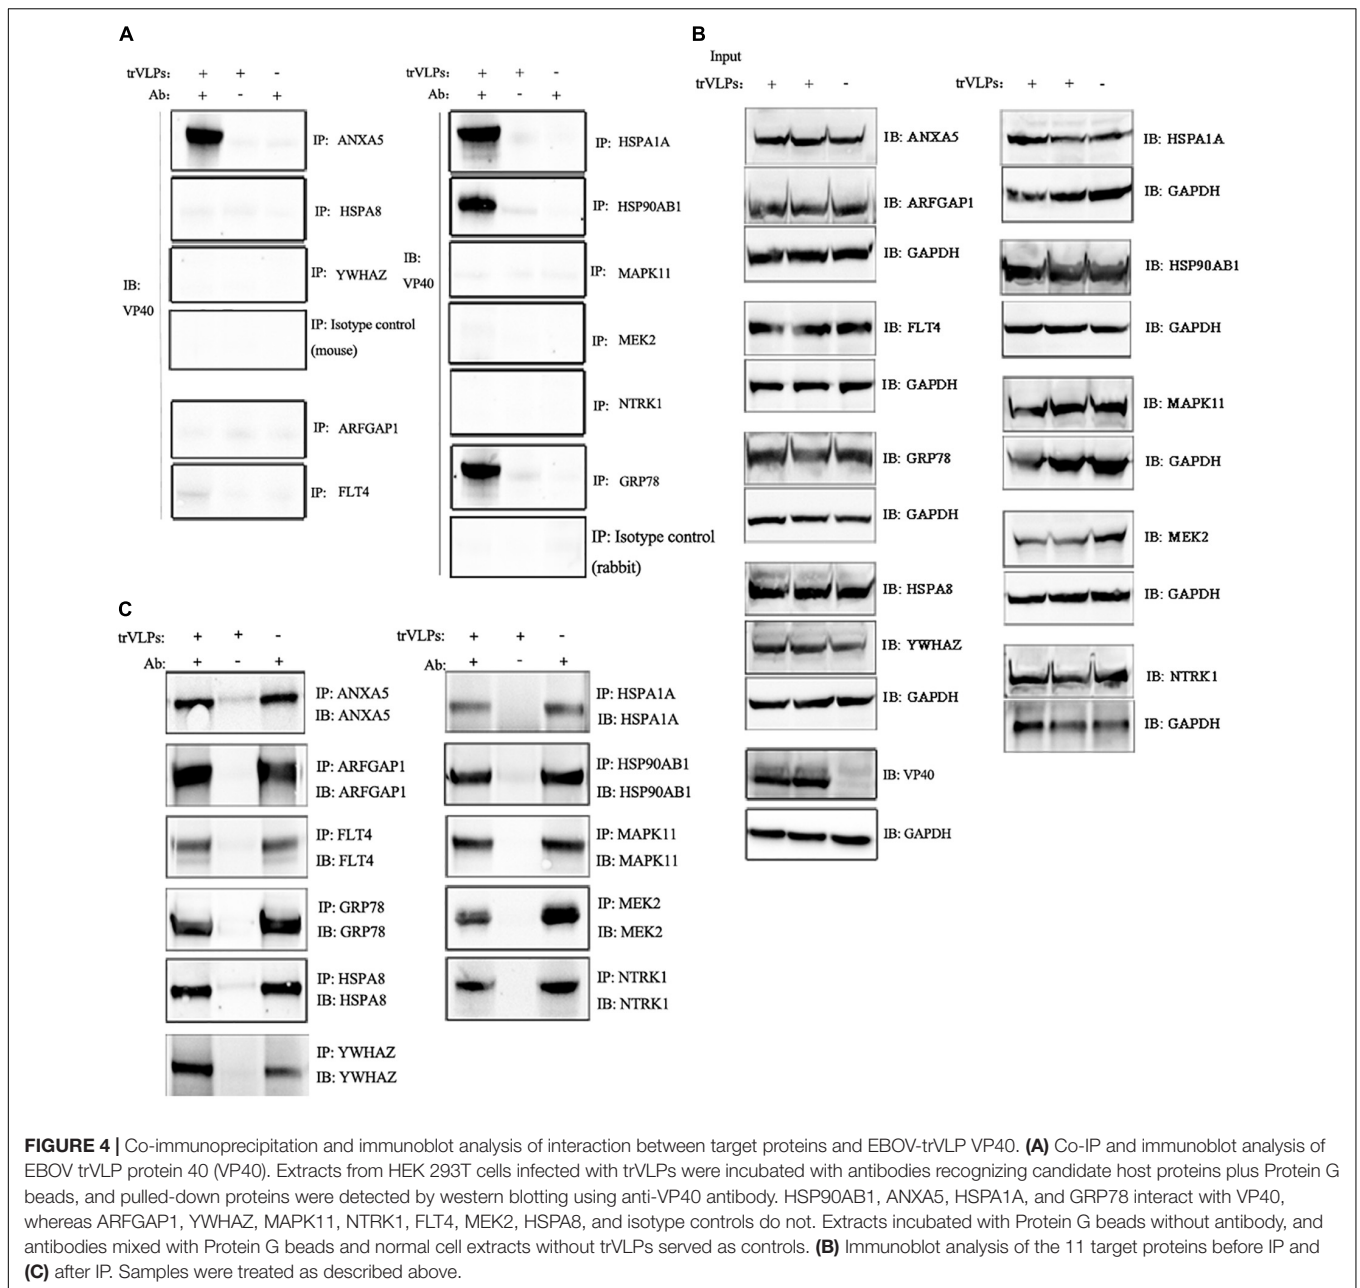 A
trVLPs: + + -
Ab: + - +
IB:
VP40
IP: ANXA5
IP: HSPA8
IP: YWHAZ
IP: Isotype control
(mouse)
IP: ARFGAP1
IP: FLT4
trVLPs: + + -
Ab: + - +
IB:
VP40
IP: HSPA1A
IP: HSP90AB1
IP: MAPK11
IP: MEK2
IP: NTRK1
IP: GRP78
IP: Isotype control
(rabbit)
B
Input
trVLPs: + + -
IB: ANXA5
IB: ARFGAP1
IB: GAPDH
IB: FLT4
IB: GAPDH
IB: GRP78
IB: GAPDH
IB: HSPA8
IB: YWHAZ
IB: GAPDH
IB: VP40
IB: GAPDH
trVLPs: + + -
IB: HSPA1A
IB: GAPDH
IB: HSP90AB1
IB: GAPDH
IB: MAPK11
IB: GAPDH
IB: MEK2
IB: GAPDH
IB: NTRK1
IB: GAPDH
C
trVLPs: + + -
Ab: + - +
IP: ANXA5
IB: ANXA5
IP: ARFGAP1
IB: ARFGAP1
IP: FLT4
IB: FLT4
IP: GRP78
IB: GRP78
IP: HSPA8
IB: HSPA8
IP: YWHAZ
IB: YWHAZ
trVLPs: + + -
Ab: + - +
IP: HSPA1A
IB: HSPA1A
IP: HSP90AB1
IB: HSP90AB1
IP: MAPK11
IB: MAPK11
IP: MEK2
IB: MEK2
IP: NTRK1
IB: NTRK1
FIGURE 4 | Co-immunoprecipitation and immunoblot analysis of interaction between target proteins and EBOV-trVLP VP40. (A) Co-IP and immunoblot analysis of
EBOV trVLP protein 40 (VP40). Extracts from HEK 293T cells infected with trVLPs were incubated with antibodies recognizing candidate host proteins plus Protein G
beads, and pulled-down proteins were detected by western blotting using anti-VP40 antibody. HSP90AB1, ANXA5, HSPA1A, and GRP78 interact with VP40,
whereas ARFGAP1, YWHAZ, MAPK11, NTRK1, FLT4, MEK2, HSPA8, and isotype controls do not. Extracts incubated with Protein G beads without antibody, and
antibodies mixed with Protein G beads and normal cell extracts without trVLPs served as controls. (B) Immunoblot analysis of the 11 target proteins before IP and
(C) after IP. Samples were treated as described above.